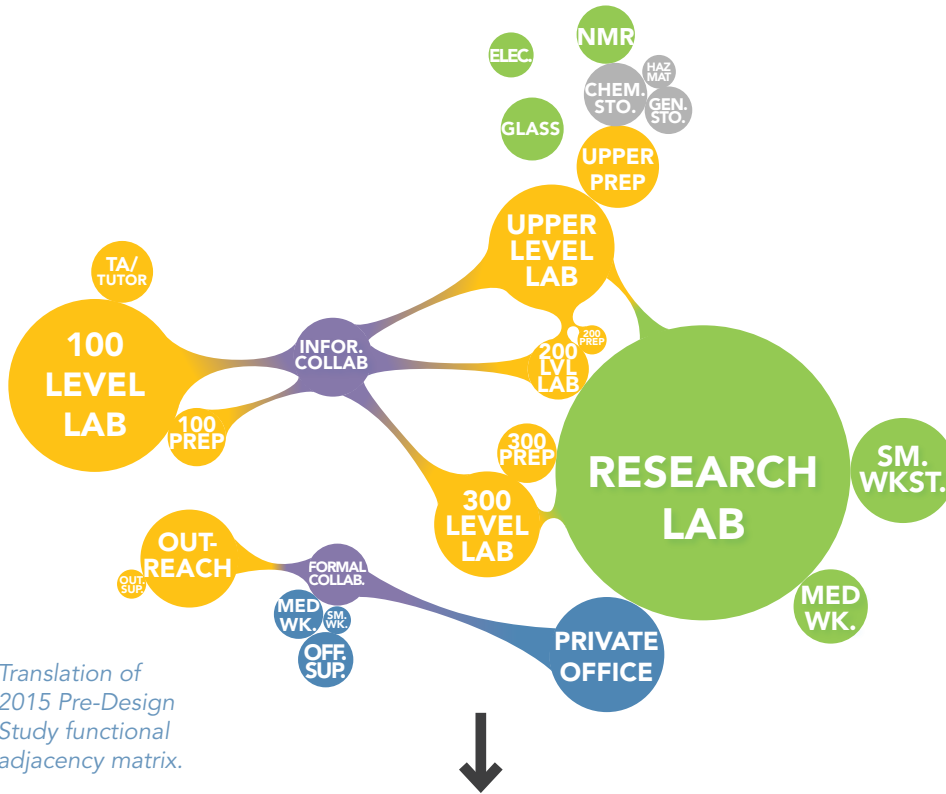 NMR
ELEC.
HAZ
MAT
CHEM.
STO.
GEN.
STO.
GLASS
UPPER
PREP
UPPER
LEVEL
LAB
TA/
TUTOR
100
LEVEL
LAB
INFOR.
COLLAB
200
PREP
200
LVL
LAB
100
PREP
300
PREP
RESEARCH
LAB
SM.
WKST.
300
LEVEL
LAB
OUT-
REACH
OUT.
SUP.
FORMAL
COLLAB.
MED
WK.
SM.
WK.
OFF.
SUP.
PRIVATE
OFFICE
MED
WK.
Translation of
2015 Pre-Design
Study functional
adjacency matrix.